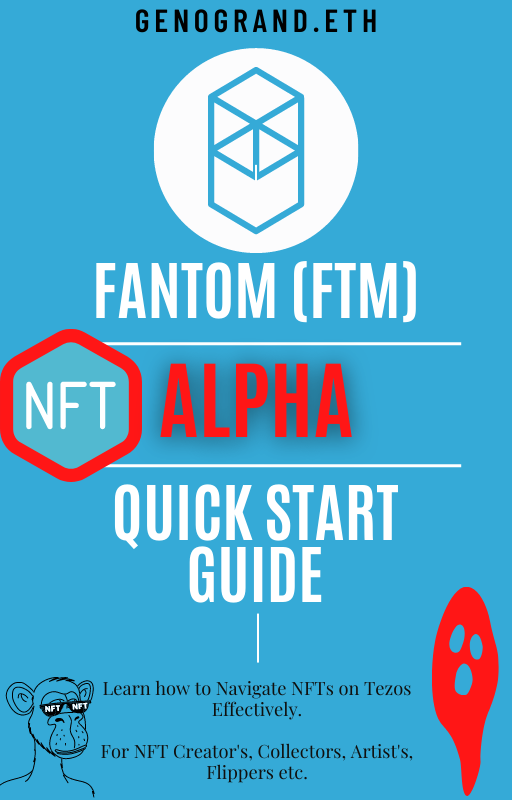 GENOGRAND.ETH
FANTOM (FTM)
NFT
ALPHA
QUICK START
GUIDE
NFT NFT
Learn how to Navigate NFTs on Tezos
Effectively.
For NFT Creator's, Collectors, Artist's,
Flippers etc.